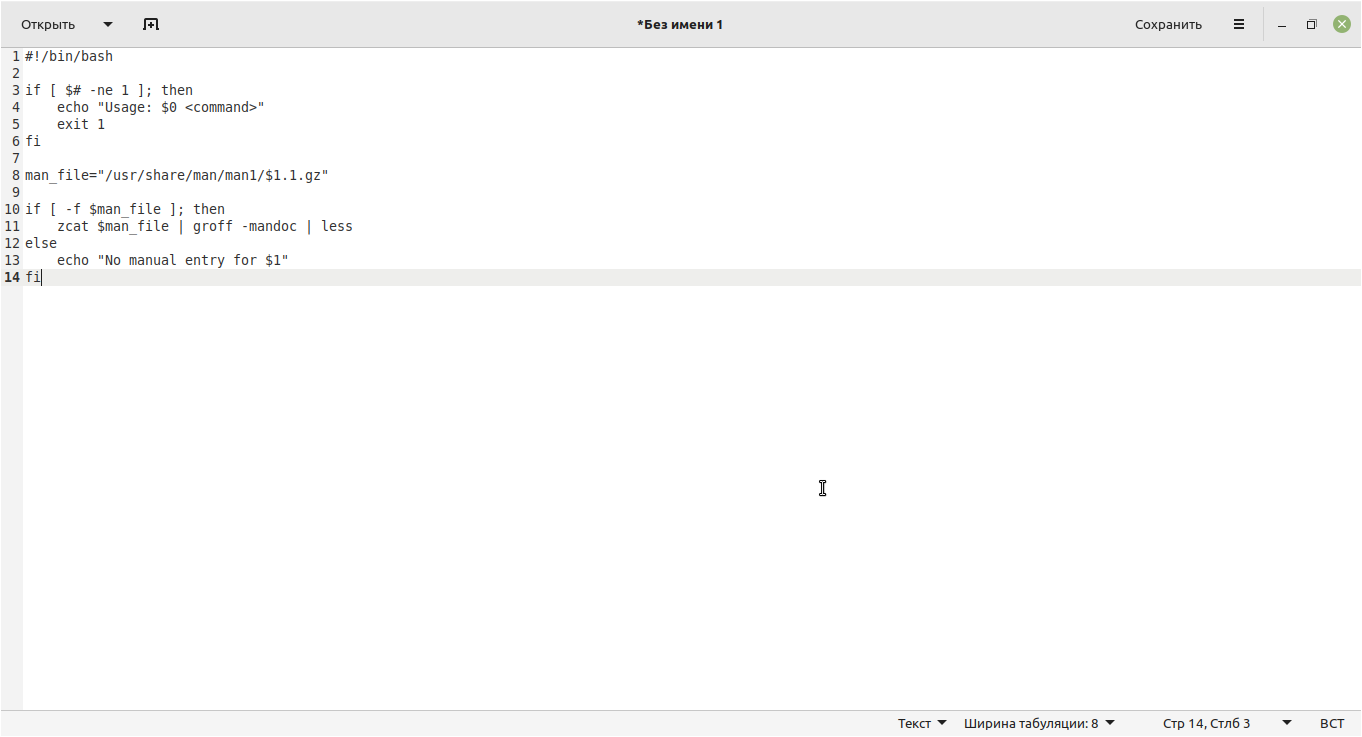 Открыть
*Без имени 1
Сохранить
1 #!/bin/bash
2
3 if [ $# -ne 1 ]; then
4     echo "Usage: $0 <command>"
5     exit 1
6 fi
7
8 man_file="/usr/share/man/man1/$1.1.gz"
9
10 if [ -f $man_file ]; then
11     zcat $man_file | groff -mandoc | less
12 else
13     echo "No manual entry for $1"
14 fi
Текст Ширина табуляции: 8 Стр 14, Стлб 3 ВСТ